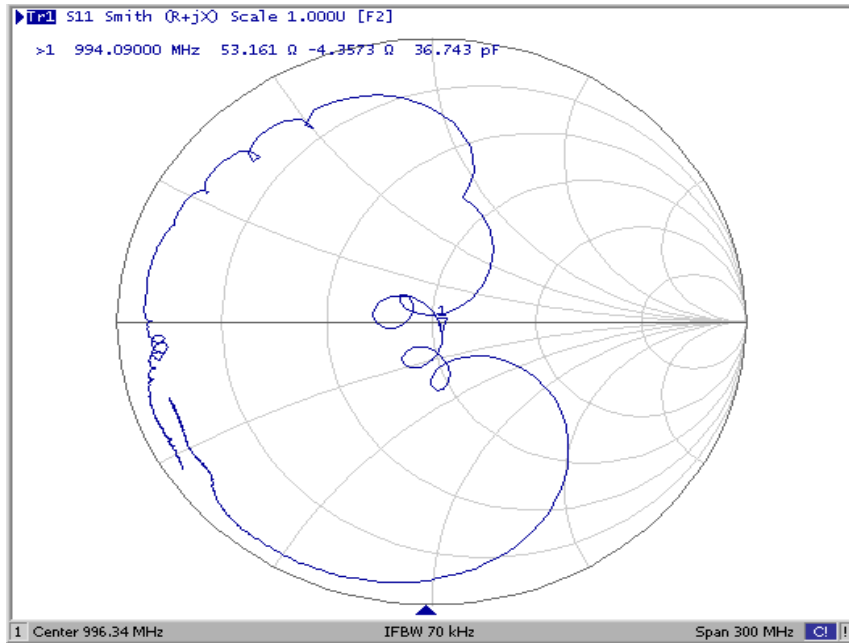 ▶Tr1 S11 Smith (R+jX) Scale 1.000U [F2]
>1 994.09000 MHz 53.161 Ω -4.3573 Ω 36.743 pF
1
1 Center 996.34 MHz IFBW 70 kHz Span 300 MHz C! !